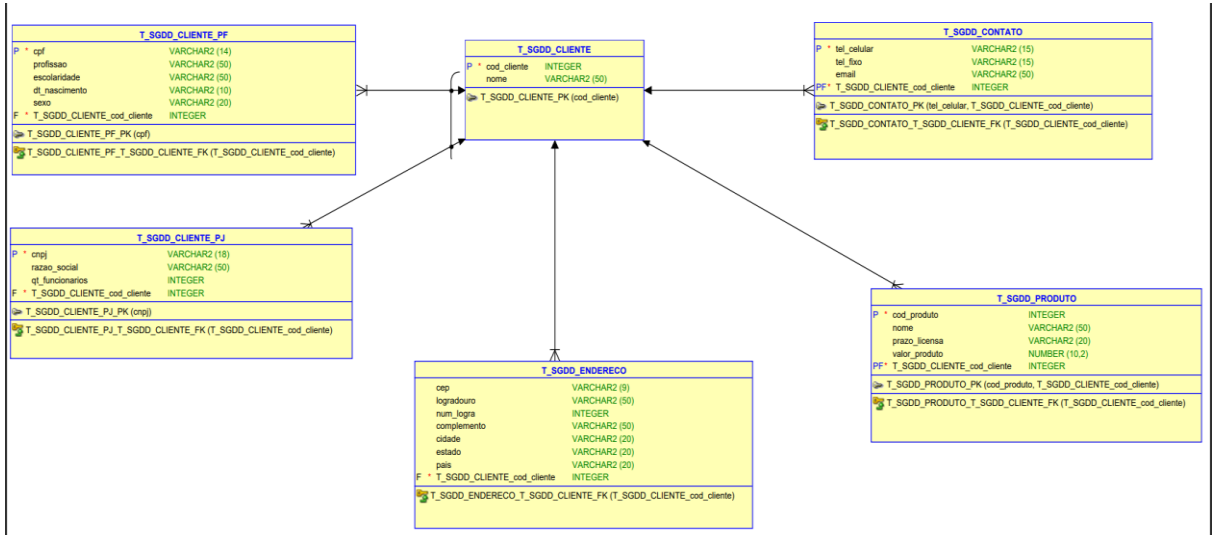 T_SGDD_CLIENTE_PF
P * cpf VARCHAR2 (14)
profissao VARCHAR2 (50)
escolaridade VARCHAR2 (50)
dt_nascimento VARCHAR2 (10)
sexo VARCHAR2 (20)
F * T_SGDD_CLIENTE_cod_cliente INTEGER
T_SGDD_CLIENTE_PF_PK (cpf)
T_SGDD_CLIENTE_PF_T_SGDD_CLIENTE_FK (T_SGDD_CLIENTE_cod_cliente)
T_SGDD_CLIENTE
P * cod_cliente INTEGER
nome VARCHAR2 (50)
T_SGDD_CLIENTE_PK (cod_cliente)
T_SGDD_CONTATO
P * tel_celular VARCHAR2 (15)
tel_fixo VARCHAR2 (15)
email VARCHAR2 (50)
PF* T_SGDD_CLIENTE_cod_cliente INTEGER
T_SGDD_CONTATO_PK (tel_celular, T_SGDD_CLIENTE_cod_cliente)
T_SGDD_CONTATO_T_SGDD_CLIENTE_FK (T_SGDD_CLIENTE_cod_cliente)
T_SGDD_CLIENTE_PJ
P * cnpj VARCHAR2 (18)
razao_social VARCHAR2 (50)
qt_funcionarios INTEGER
F * T_SGDD_CLIENTE_cod_cliente INTEGER
T_SGDD_CLIENTE_PJ_PK (cnpj)
T_SGDD_CLIENTE_PJ_T_SGDD_CLIENTE_FK (T_SGDD_CLIENTE_cod_cliente)
T_SGDD_PRODUTO
P * cod_produto INTEGER
nome VARCHAR2 (50)
prazo_licensa VARCHAR2 (20)
valor_produto NUMBER (10,2)
PF* T_SGDD_CLIENTE_cod_cliente INTEGER
T_SGDD_PRODUTO_PK (cod_produto, T_SGDD_CLIENTE_cod_cliente)
T_SGDD_PRODUTO_T_SGDD_CLIENTE_FK (T_SGDD_CLIENTE_cod_cliente)
T_SGDD_ENDERECO
cep VARCHAR2 (9)
logradouro VARCHAR2 (50)
num_logra INTEGER
complemento VARCHAR2 (50)
cidade VARCHAR2 (20)
estado VARCHAR2 (20)
pais VARCHAR2 (20)
F * T_SGDD_CLIENTE_cod_cliente INTEGER
T_SGDD_ENDERECO_T_SGDD_CLIENTE_FK (T_SGDD_CLIENTE_cod_cliente)